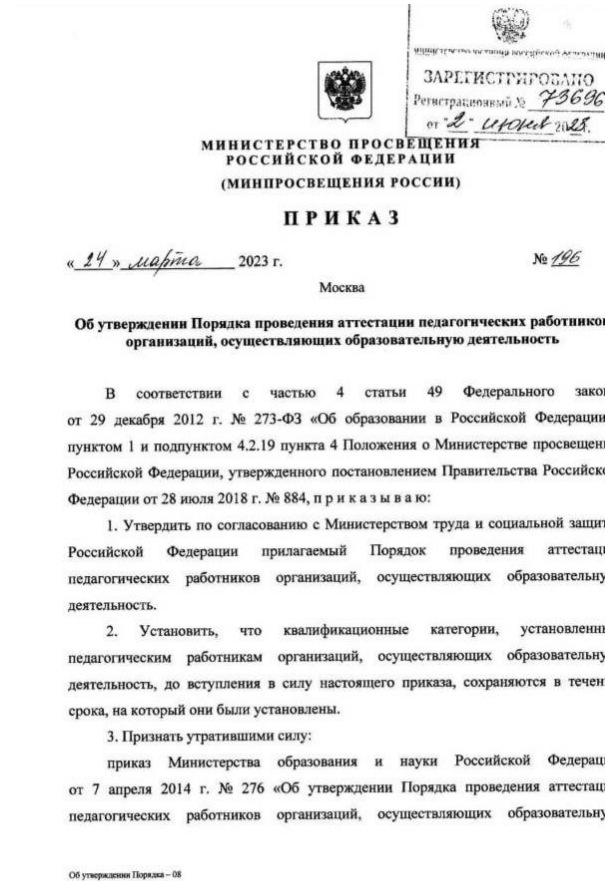 МИНИСТЕРСТВО ЮСТИЦИИ РОССИЙСКОЙ ФЕДЕРАЦИИ
ЗАРЕГИСТРИРОВАНО
Регистрационный № 73696
от "2" июня 2023.
МИНИСТЕРСТВО ПРОСВЕЩЕНИЯ
РОССИЙСКОЙ ФЕДЕРАЦИИ
(МИНПРОСВЕЩЕНИЯ РОССИИ)
ПРИКАЗ
« 24 » марта 2023 г.
№ 196
Москва
Об утверждении Порядка проведения аттестации педагогических работников
организаций, осуществляющих образовательную деятельность
В соответствии с частью 4 статьи 49 Федерального зако
от 29 декабря 2012 г. № 273-ФЗ «Об образовании в Российской Федерации
пунктом 1 и подпунктом 4.2.19 пункта 4 Положения о Министерстве просвещен
Российской Федерации, утвержденного постановлением Правительства Российско
Федерации от 28 июля 2018 г. № 884, п р и к а з ы в а ю:
1. Утвердить по согласованию с Министерством труда и социальной защит
Российской Федерации прилагаемый Порядок проведения аттестац
педагогических работников организаций, осуществляющих образовательну
деятельность.
2. Установить, что квалификационные категории, установленн
педагогическим работникам организаций, осуществляющих образовательну
деятельность, до вступления в силу настоящего приказа, сохраняются в течен
срока, на который они были установлены.
3. Признать утратившими силу:
приказ Министерства образования и науки Российской Федерац
от 7 апреля 2014 г. № 276 «Об утверждении Порядка проведения аттестац
педагогических работников организаций, осуществляющих образовательну
Об утверждении Порядка – 08